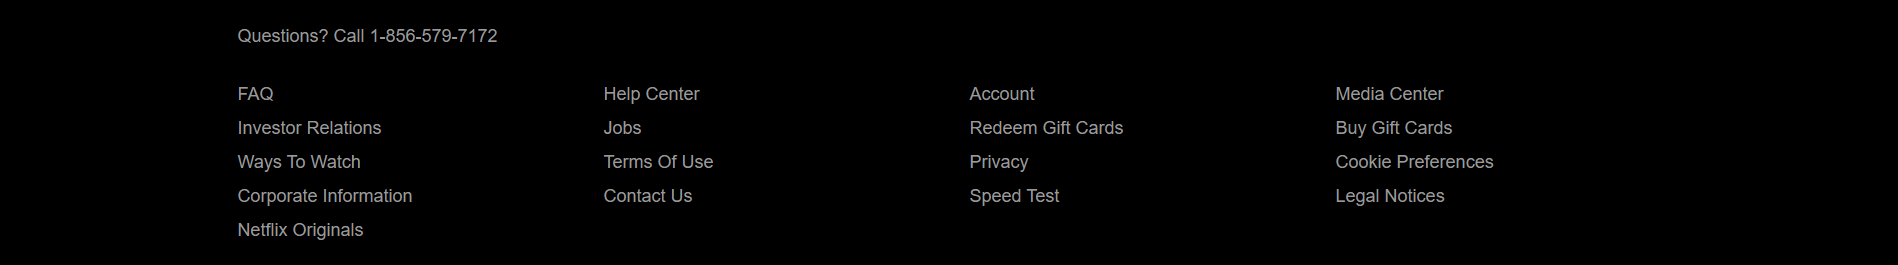 Questions? Call 1-856-579-7172
FAQ
Help Center
Account
Media Center
Investor Relations
Jobs
Redeem Gift Cards
Buy Gift Cards
Ways To Watch
Terms Of Use
Privacy
Cookie Preferences
Corporate Information
Contact Us
Speed Test
Legal Notices
Netflix Originals